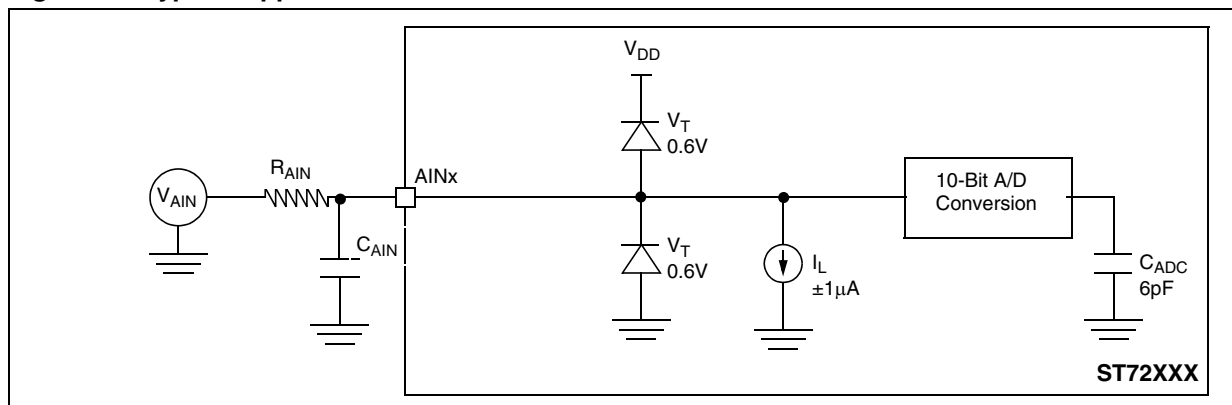 V_DD
V_T
0.6V
R_AIN
AINx
V_AIN
10-Bit A/D
Conversion
C_AIN
V_T
0.6V
I_L
±1µA
C_ADC
6pF
ST72XXX